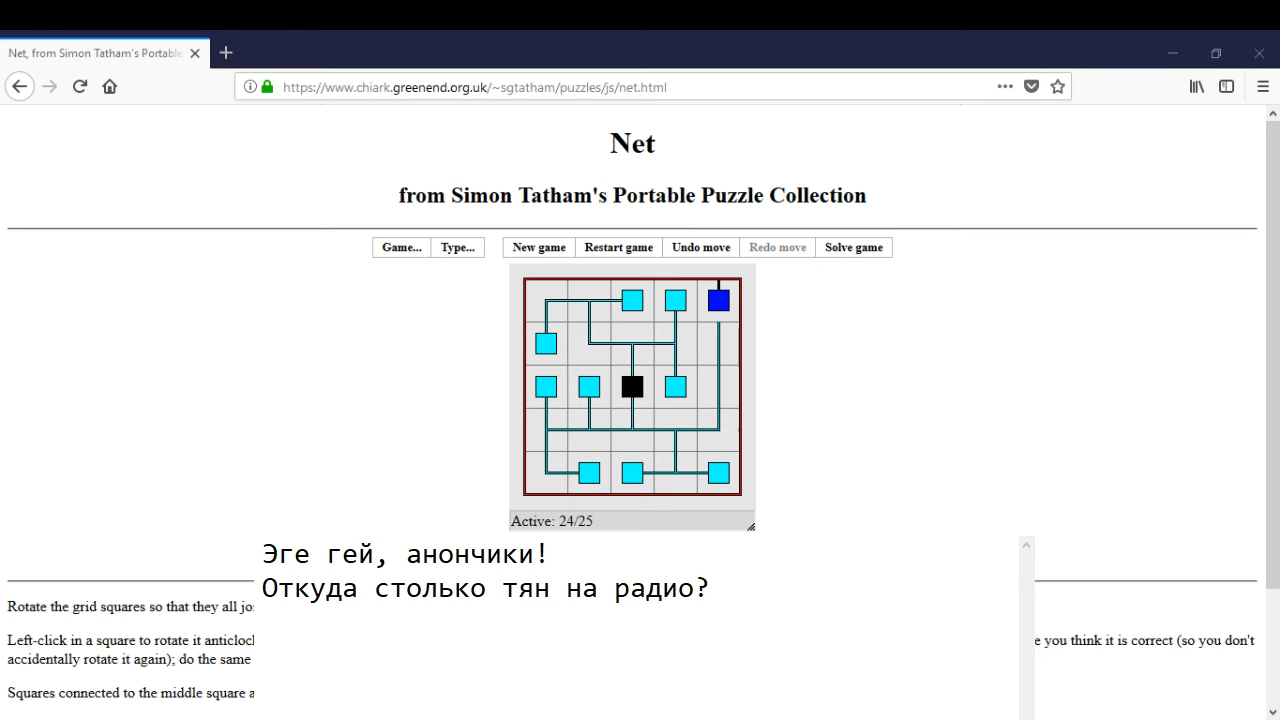 Net, from Simon Tatham's Portable
https://www.chiark.greenend.org.uk/~sgtatham/puzzles/js/net.html
Net
from Simon Tatham's Portable Puzzle Collection
Game... Type... New game Restart game Undo move Redo move Solve game
Active: 24/25
Эге гей, анончики!
Откуда столько тян на радио?
Rotate the grid squares so that they all
Left-click in a square to rotate it you think it is correct (so you don't
accidentally rotate it again); do the same
Squares connected to the middle square